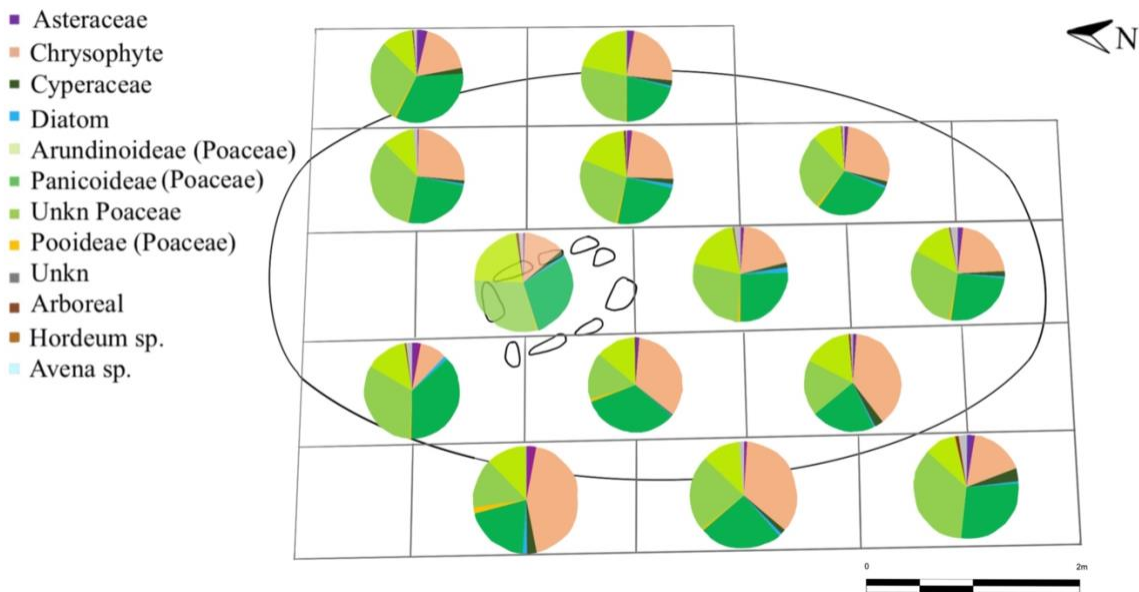 Asteraceae
Chrysophyte
Cyperaceae
Diatom
Arundinoideae (Poaceae)
Panicoideae (Poaceae)
Unkn Poaceae
Pooideae (Poaceae)
Unkn
Arboreal
Hordeum sp.
Avena sp.
N
0 2m